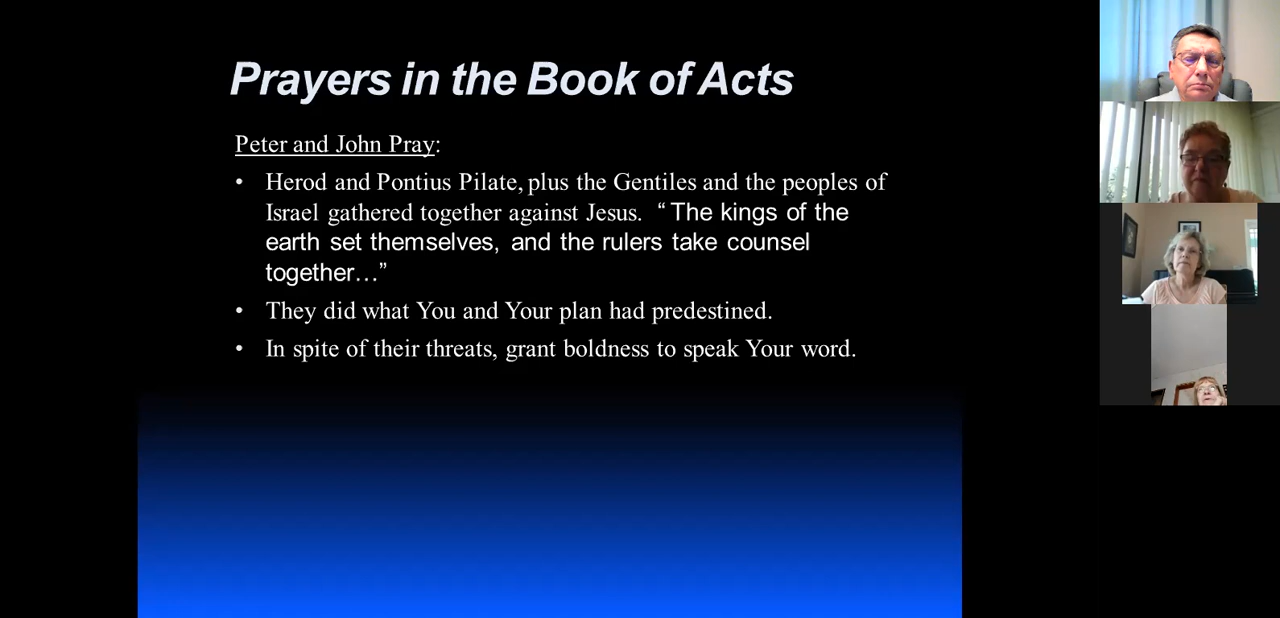 Prayers in the Book of Acts
Peter and John Pray:
• Herod and Pontius Pilate, plus the Gentiles and the peoples of
Israel gathered together against Jesus. “ The kings of the
earth set themselves, and the rulers take counsel
together…”
• They did what You and Your plan had predestined.
• In spite of their threats, grant boldness to speak Your word.